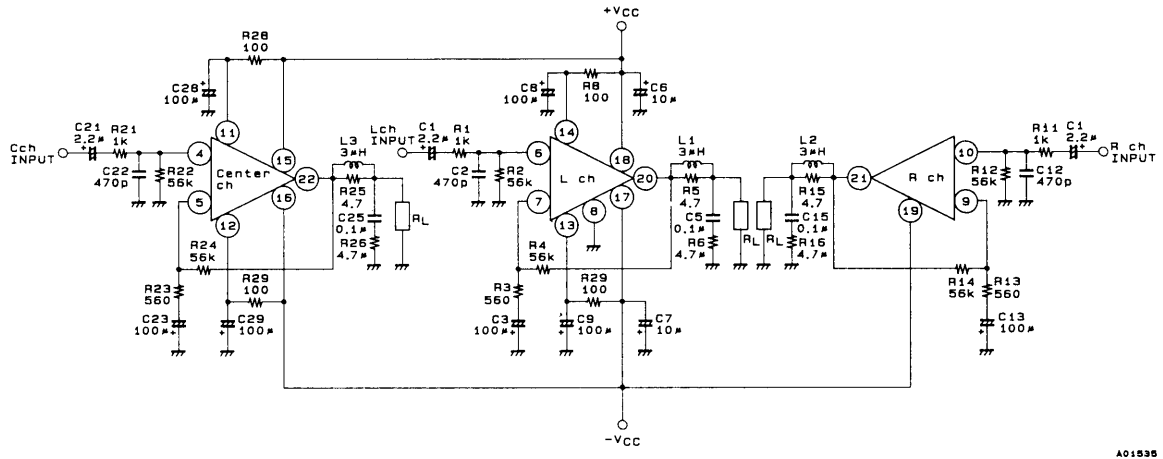 +VCC
R28
100
C28
100µ
11
C8
100µ
R8
100
C6
10µ
14
Cch
INPUT
C21
2.2µ
R21
1k
4
C22
470p
R22
56k
5
Center
ch
15
16
12
22
L3
3µH
R25
4.7
C25
0.1µ
R26
4.7µ
RL
R24
56k
R23
560
C23
100µ
C29
100µ
R29
100
Lch
INPUT
C1
2.2µ
R1
1k
6
C2
470p
R2
56k
7
L ch
18
17
13
8
20
L1
3µH
R5
4.7
C5
0.1µ
R6
4.7µ
RL
R4
56k
R3
560
C3
100µ
C9
100µ
R29
100
C7
10µ
L2
3µH
R15
4.7
C15
0.1µ
R16
4.7µ
RL
21
R ch
19
10
9
R11
1k
C1
2.2µ
R ch
INPUT
R12
56k
C12
470p
R14
56k
R13
560
C13
100µ
-VCC
A01535